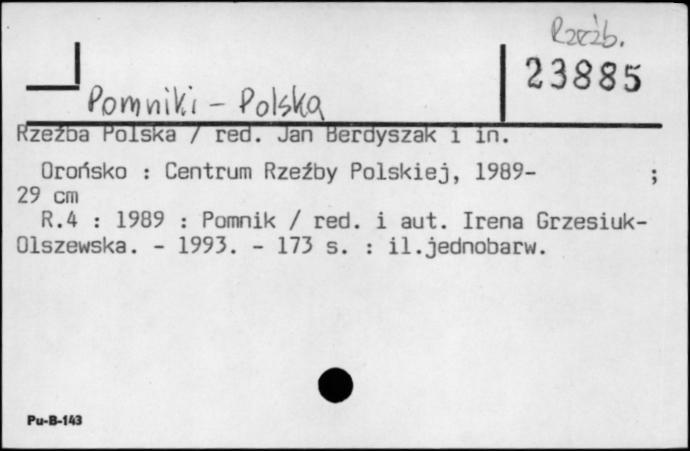 Rzeźb.
23885
Pomniki - Polska
Rzeźba Polska / red. Jan Berdyszak i in.
Orońsko : Centrum Rzeźby Polskiej, 1989- ;
29 cm
R.4 : 1989 : Pomnik / red. i aut. Irena Grzesiuk-
Olszewska. - 1993. - 173 s. : il.jednobarw.
Pu-B-143